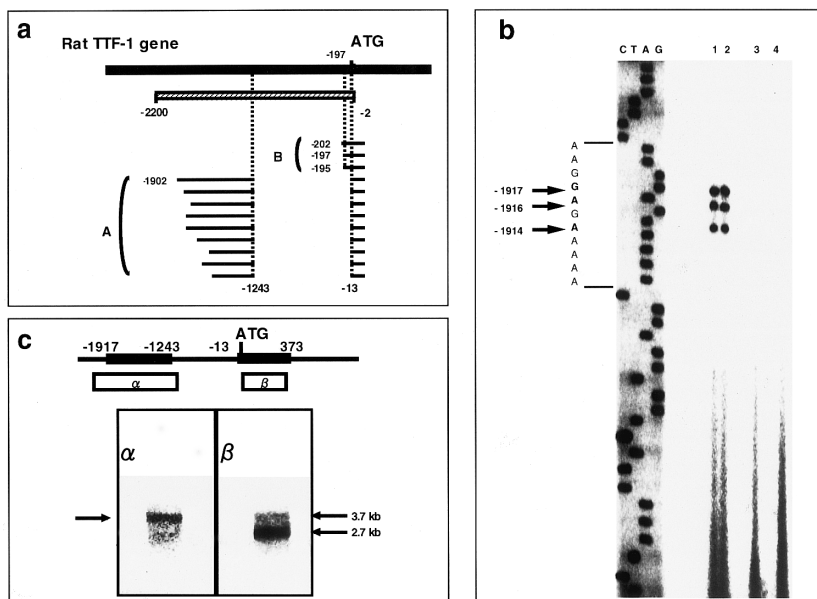 a
Rat TTF-1 gene
ATG
-197
-2200
-2
B
-202
-197
-195
A
-1902
-1243
-13
b
C T A G
1 2 3 4
A
A
G
G
A
G
A
A
A
A
A
-1917
-1916
-1914
c
-1917 -1243 -13 ATG 373
α β
α β
3.7 kb
2.7 kb